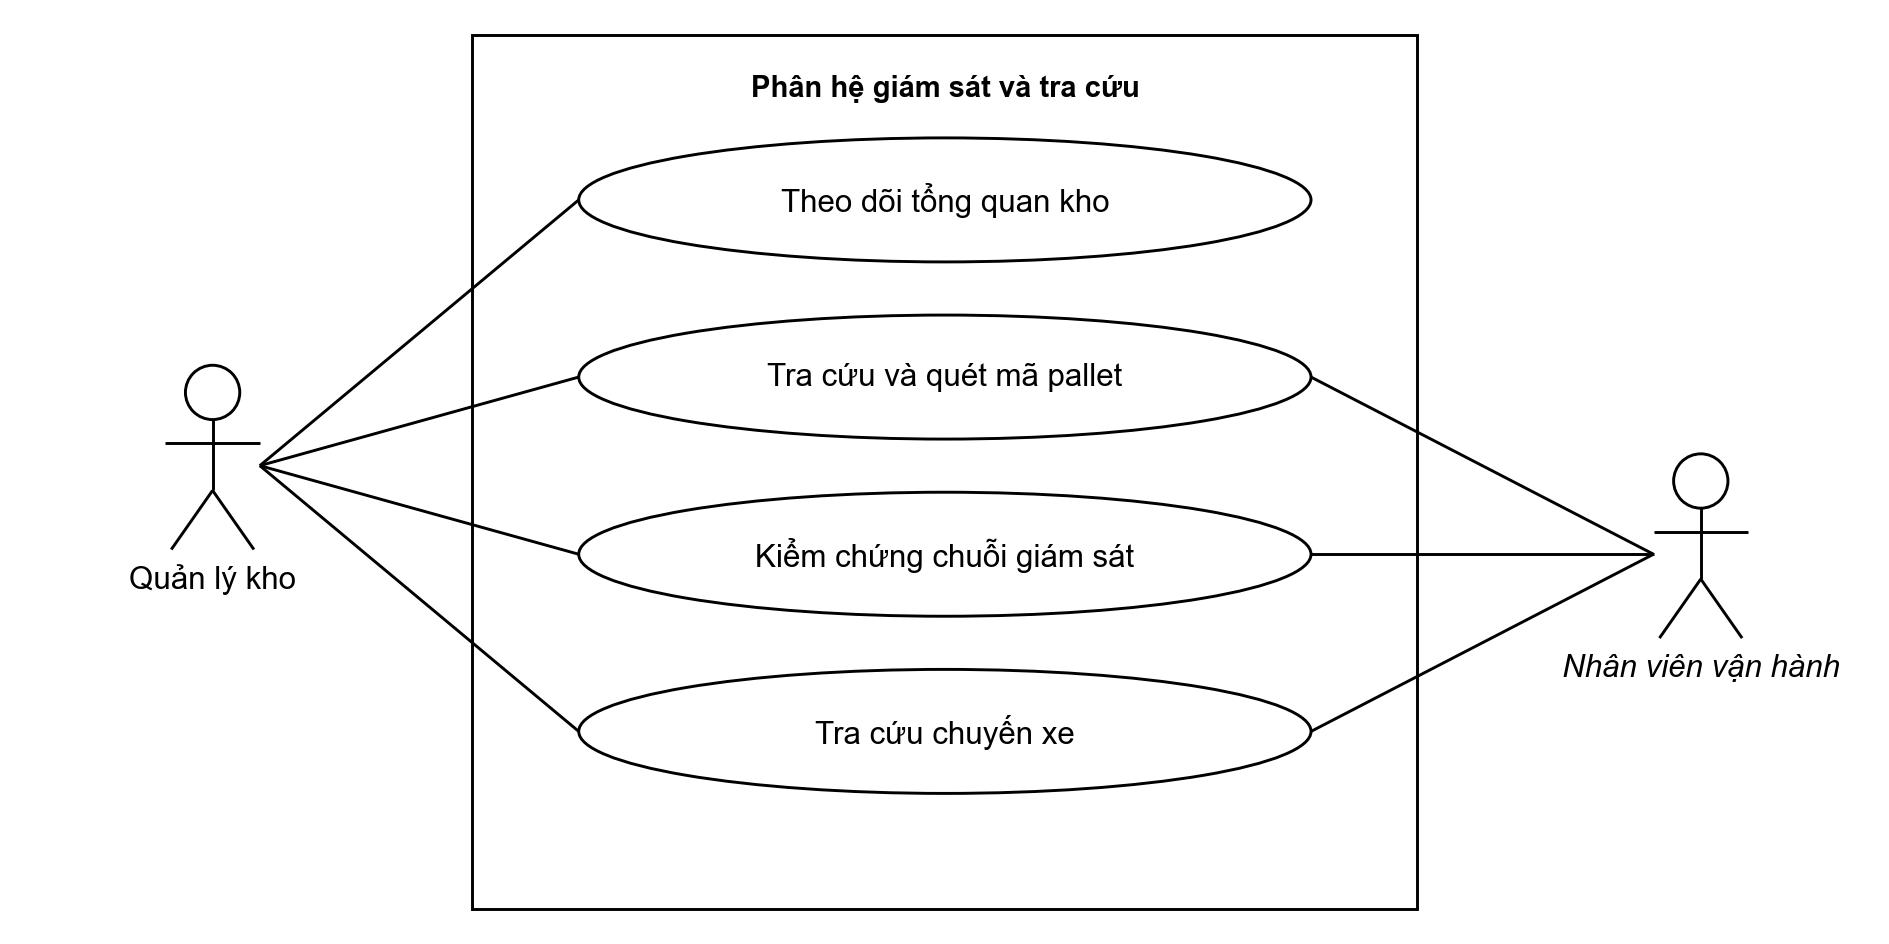 Phân hệ giám sát và tra cứu
Theo dõi tổng quan kho
Tra cứu và quét mã pallet
Kiểm chứng chuỗi giám sát
Tra cứu chuyến xe
Quản lý kho
Nhân viên vận hành